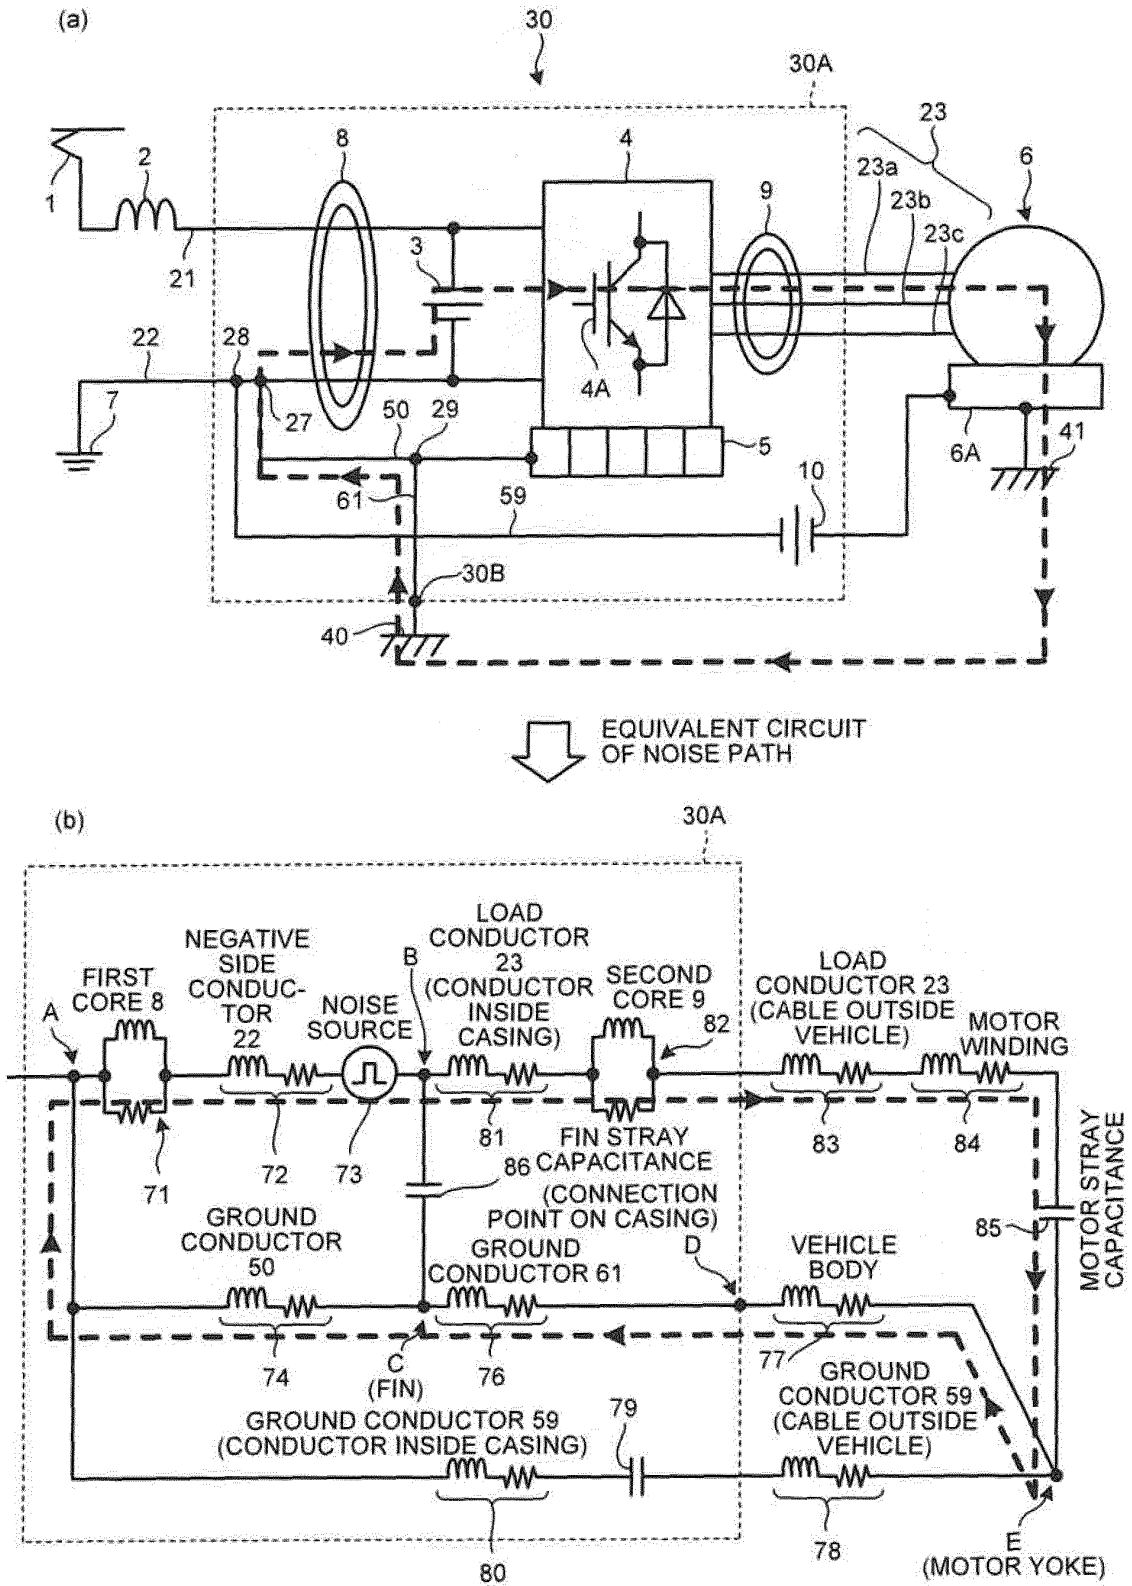 (a)
30
30A
23
8
4
6
2
23a
9
23b
1
23c
3
21
22
28
4A
27
50
29
5
6A
41
7
10
61
59
30B
40
EQUIVALENT CIRCUIT
OF NOISE PATH
(b)
30A
LOAD
CONDUCTOR
23
(CONDUCTOR
INSIDE
CASING)
NEGATIVE
SIDE
CONDUC-
TOR
22
B
SECOND
CORE 9
LOAD
CONDUCTOR 23
(CABLE OUTSIDE
VEHICLE)
FIRST
CORE 8
NOISE
SOURCE
A
82
MOTOR
WINDING
81
FIN STRAY
CAPACITANCE
83
84
71
72
73
86
(CONNECTION
POINT ON CASING)
MOTOR STRAY
CAPACITANCE
85
GROUND
CONDUCTOR
50
GROUND
CONDUCTOR 61
D
VEHICLE
BODY
74
C
(FIN)
76
77
GROUND
CONDUCTOR 59
(CABLE OUTSIDE
VEHICLE)
79
GROUND CONDUCTOR 59
(CONDUCTOR INSIDE CASING)
80
78
E
(MOTOR YOKE)